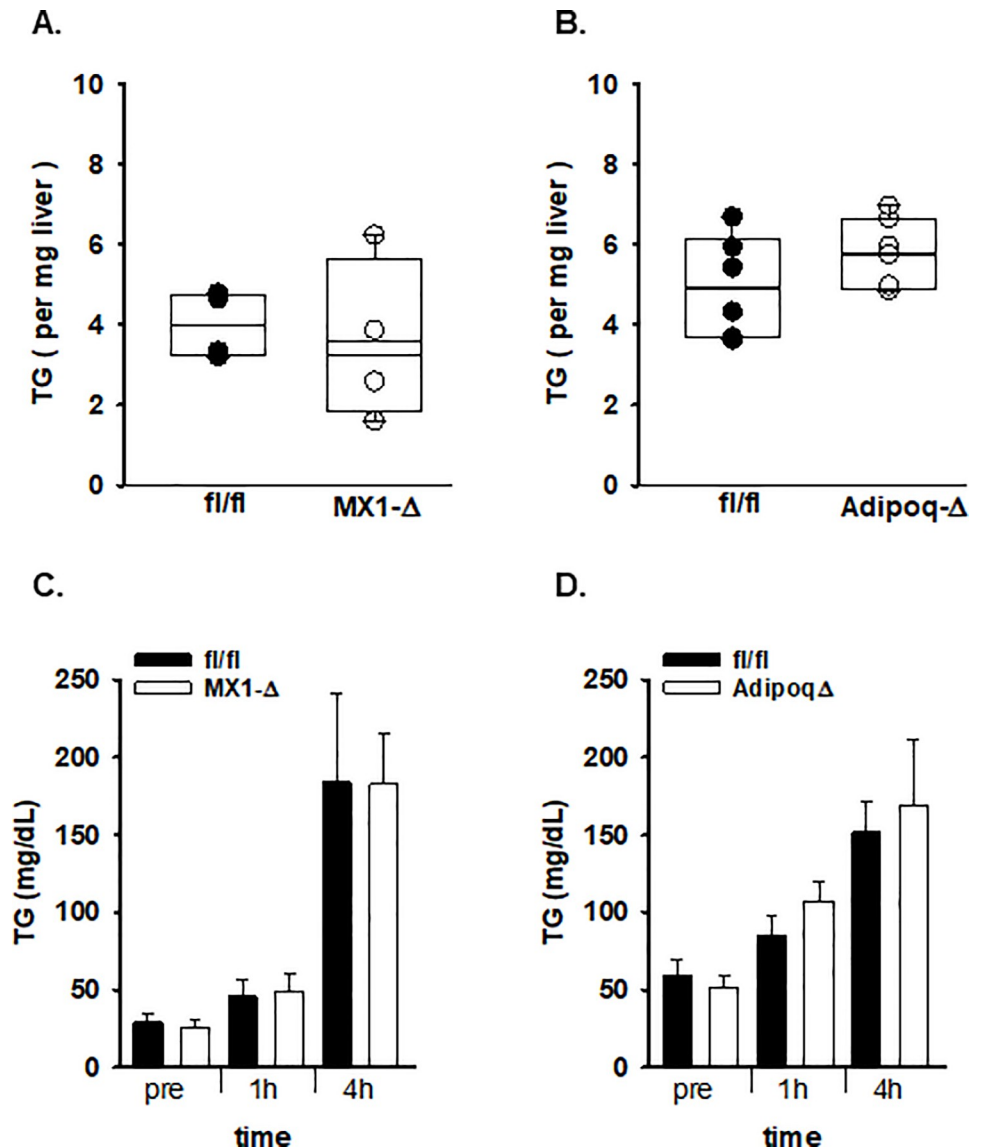 A.
10
8
6
4
2
0
TG ( per mg liver )
fl/fl MX1-Δ
B.
10
8
6
4
2
0
TG ( per mg liver )
fl/fl Adipoq-Δ
C.
fl/fl
MX1-Δ
250
200
150
100
50
0
TG (mg/dL)
pre 1h 4h
time
D.
fl/fl
AdipoqΔ
250
200
150
100
50
0
TG (mg/dL)
pre 1h 4h
time